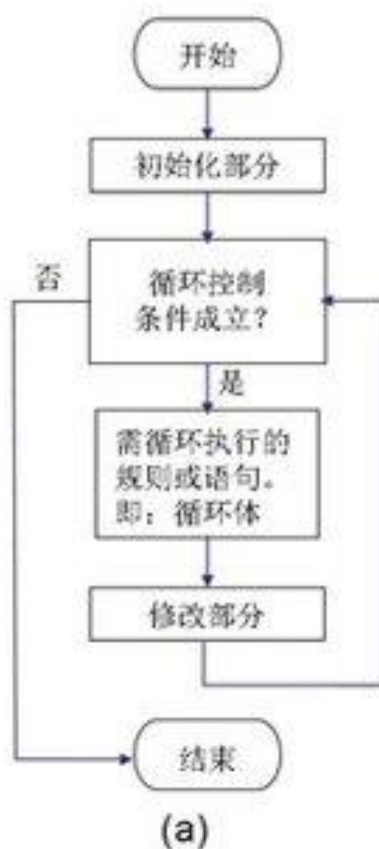 开始
初始化部分
否
循环控制
条件成立？
是
需循环执行的
规则或语句。
即：循环体
修改部分
结束
(a)